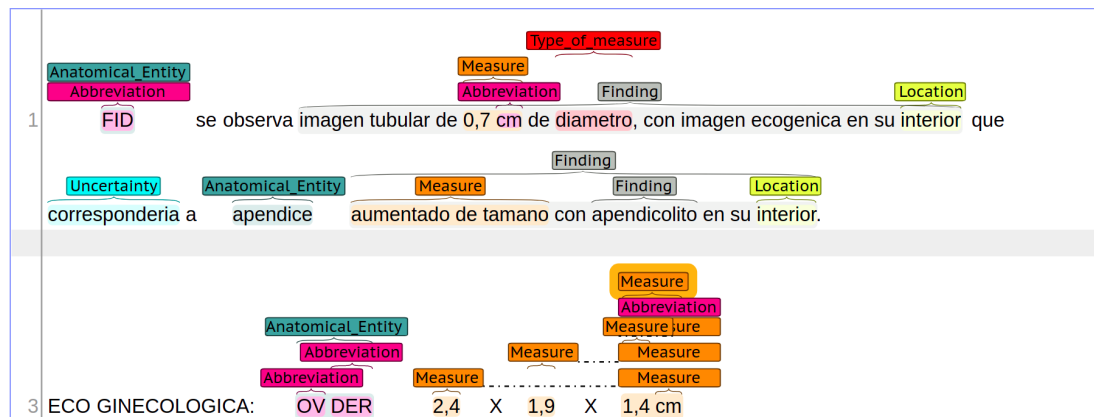 Type_of_measure
Anatomical_Entity Measure
Abbreviation Abbreviation Finding Location
1 FID se observa imagen tubular de 0,7 cm de diametro, con imagen ecogenica en su interior que
Finding
Uncertainty Anatomical_Entity Measure Finding Location
corresponderia a apendice aumentado de tamano con apendicolito en su interior.
Measure
Abbreviation
Anatomical_Entity Measure sure
Abbreviation Measure Measure
Abbreviation Measure Measure
3 ECO GINECOLOGICA: OV DER 2,4 X 1,9 X 1,4 cm